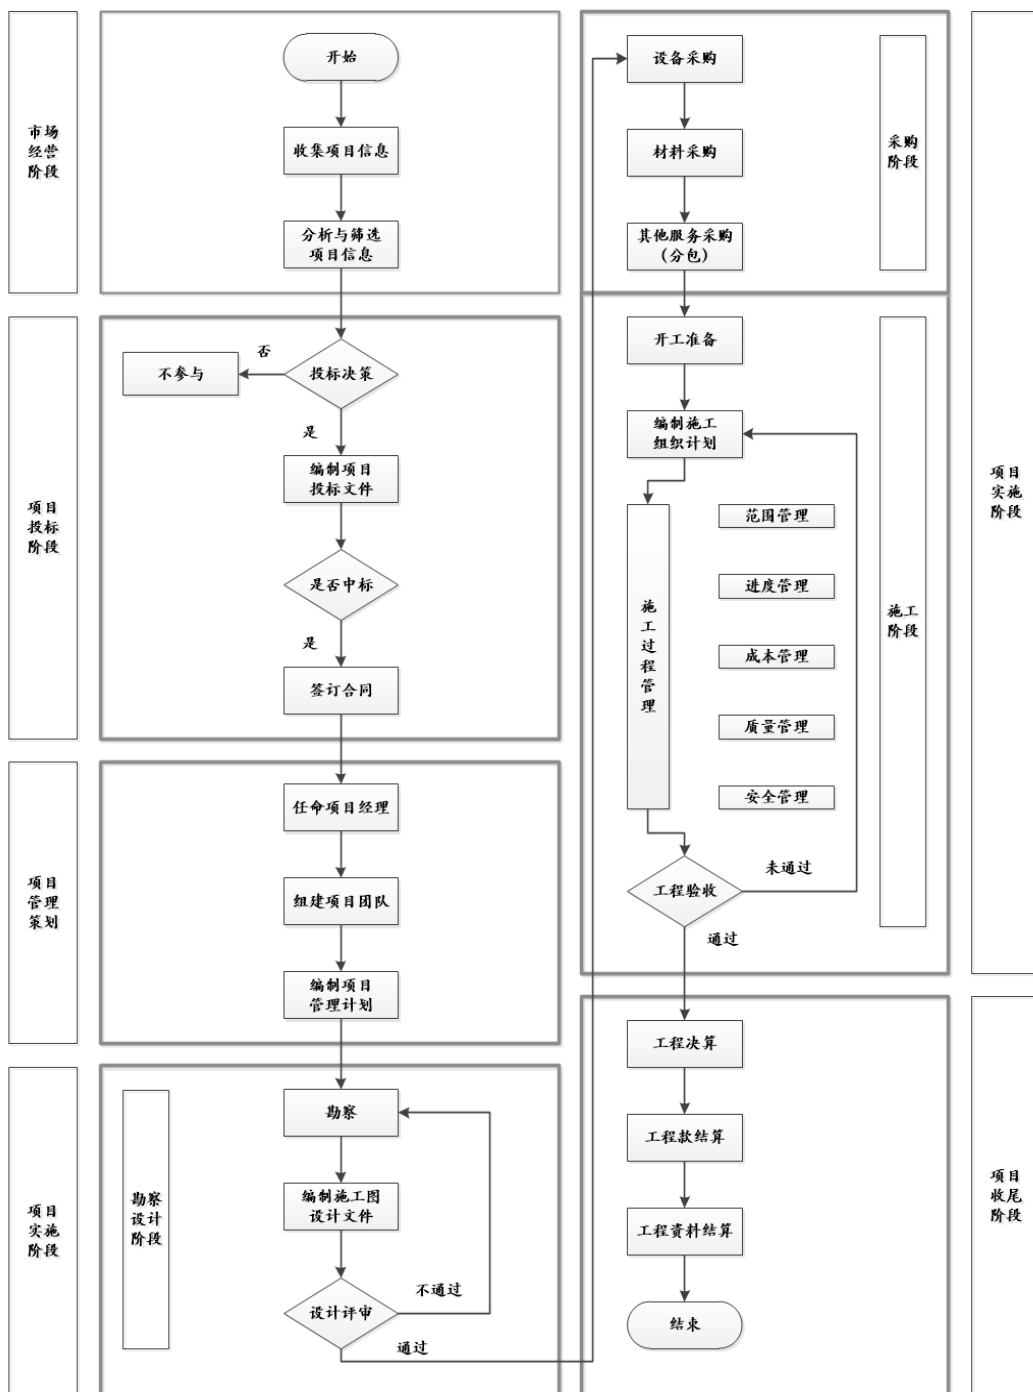 市场
经营
阶段
开始
收集项目信息
分析与筛选
项目信息
项目
投标
阶段
投标决策
否
不参与
是
编制项目
投标文件
是否中标
是
签订合同
项目
管理
策划
任命项目经理
组建项目团队
编制项目
管理计划
项目
实施
阶段
勘察
设计
阶段
勘察
编制施工图
设计文件
设计评审
不通过
通过
设备采购
材料采购
其他服务采购
(分包)
采购
阶段
项目
实施
阶段
开工准备
编制施工
组织计划
施工过程管理
范围管理
进度管理
成本管理
质量管理
安全管理
施工
阶段
工程验收
未通过
通过
工程决算
工程款结算
工程资料结算
结束
项目
收尾
阶段